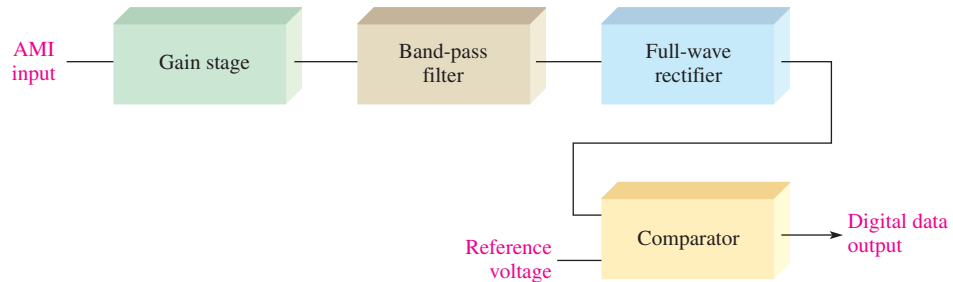 AMI
input
Gain stage
Band-pass
filter
Full-wave
rectifier
Comparator
Reference
voltage
Digital data
output